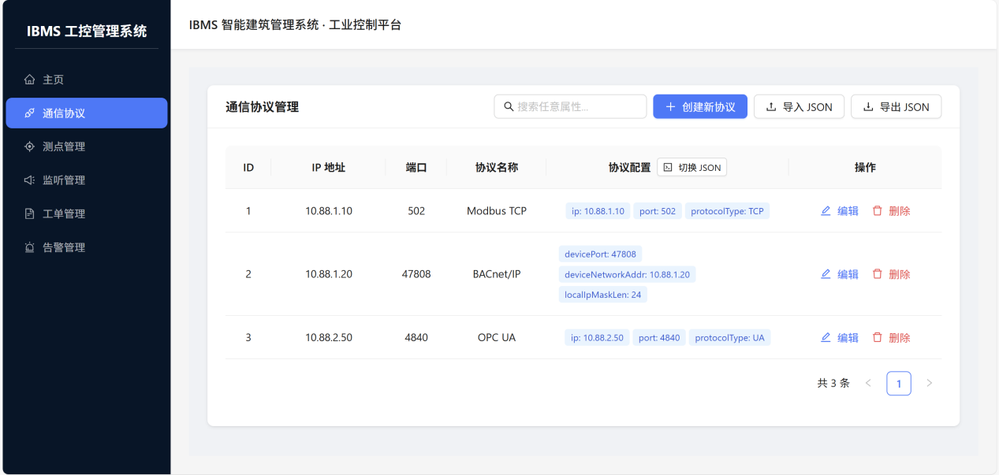 IBMS 工控管理系统
主页
通信协议
测点管理
监听管理
工单管理
告警管理
IBMS 智能建筑管理系统 · 工业控制平台
通信协议管理
搜索任意属性...
创建新协议
导入 JSON
导出 JSON
ID IP 地址 端口 协议名称 协议配置 切换 JSON 操作
1 10.88.1.10 502 Modbus TCP ip: 10.88.1.10 port: 502 protocolType: TCP 编辑 删除
devicePort: 47808
2 10.88.1.20 47808 BACnet/IP deviceNetworkAddr: 10.88.1.20 编辑 删除
localIpMaskLen: 24
3 10.88.2.50 4840 OPC UA ip: 10.88.2.50 port: 4840 protocolType: UA 编辑 删除
共 3 条 < 1 >